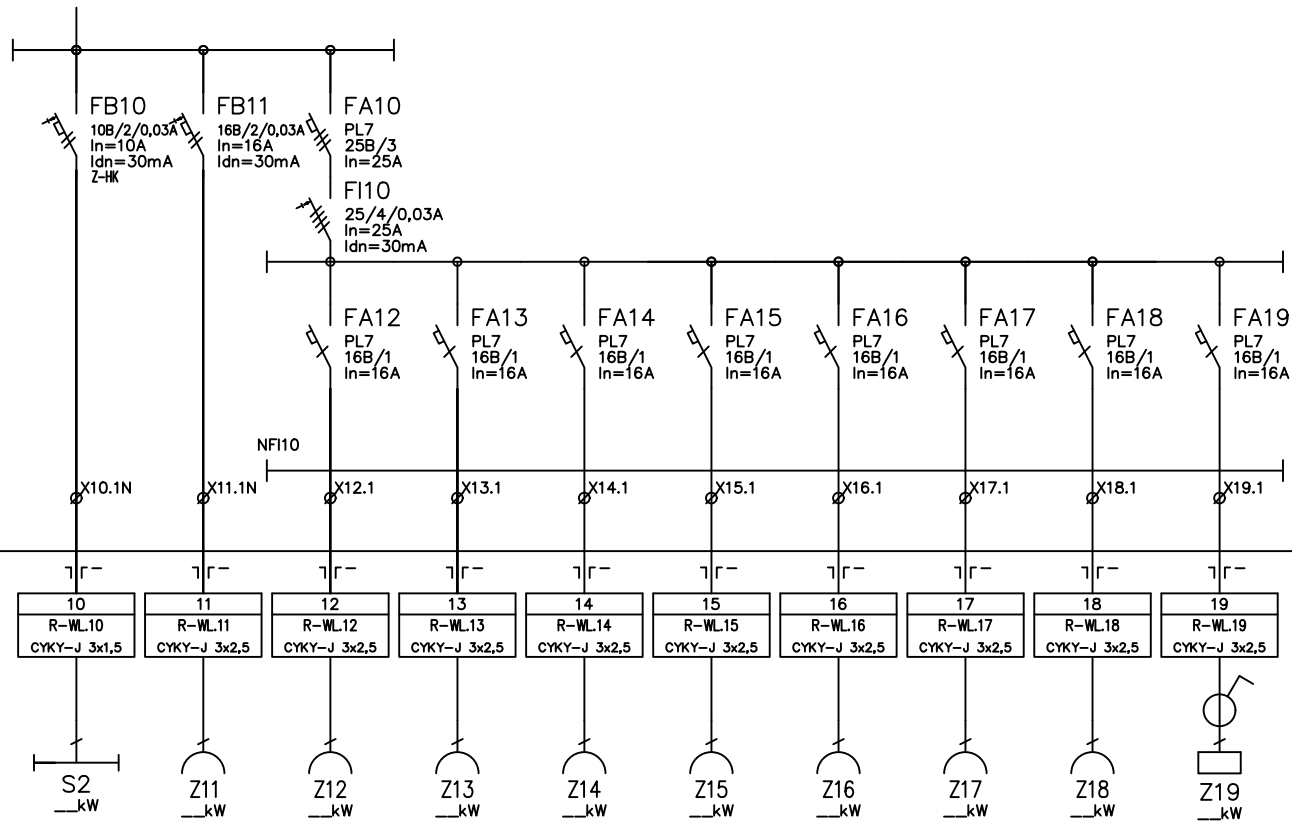 FB10
10B/2/0,03A
In=10A
Idn=30mA
Z-HK
FB11
16B/2/0,03A
In=16A
Idn=30mA
FA10
PL7
25B/3
In=25A
FI10
25/4/0,03A
In=25A
Idn=30mA
FA12
PL7
16B/1
In=16A
FA13
PL7
16B/1
In=16A
FA14
PL7
16B/1
In=16A
FA15
PL7
16B/1
In=16A
FA16
PL7
16B/1
In=16A
FA17
PL7
16B/1
In=16A
FA18
PL7
16B/1
In=16A
FA19
PL7
16B/1
In=16A
NFI10
X10.1N
X11.1N
X12.1
X13.1
X14.1
X15.1
X16.1
X17.1
X18.1
X19.1
10
R-WL.10
CYKY-J 3x1,5
11
R-WL.11
CYKY-J 3x2,5
12
R-WL.12
CYKY-J 3x2,5
13
R-WL.13
CYKY-J 3x2,5
14
R-WL.14
CYKY-J 3x2,5
15
R-WL.15
CYKY-J 3x2,5
16
R-WL.16
CYKY-J 3x2,5
17
R-WL.17
CYKY-J 3x2,5
18
R-WL.18
CYKY-J 3x2,5
19
R-WL.19
CYKY-J 3x2,5
S2
__kW
Z11
__kW
Z12
__kW
Z13
__kW
Z14
__kW
Z15
__kW
Z16
__kW
Z17
__kW
Z18
__kW
Z19
__kW